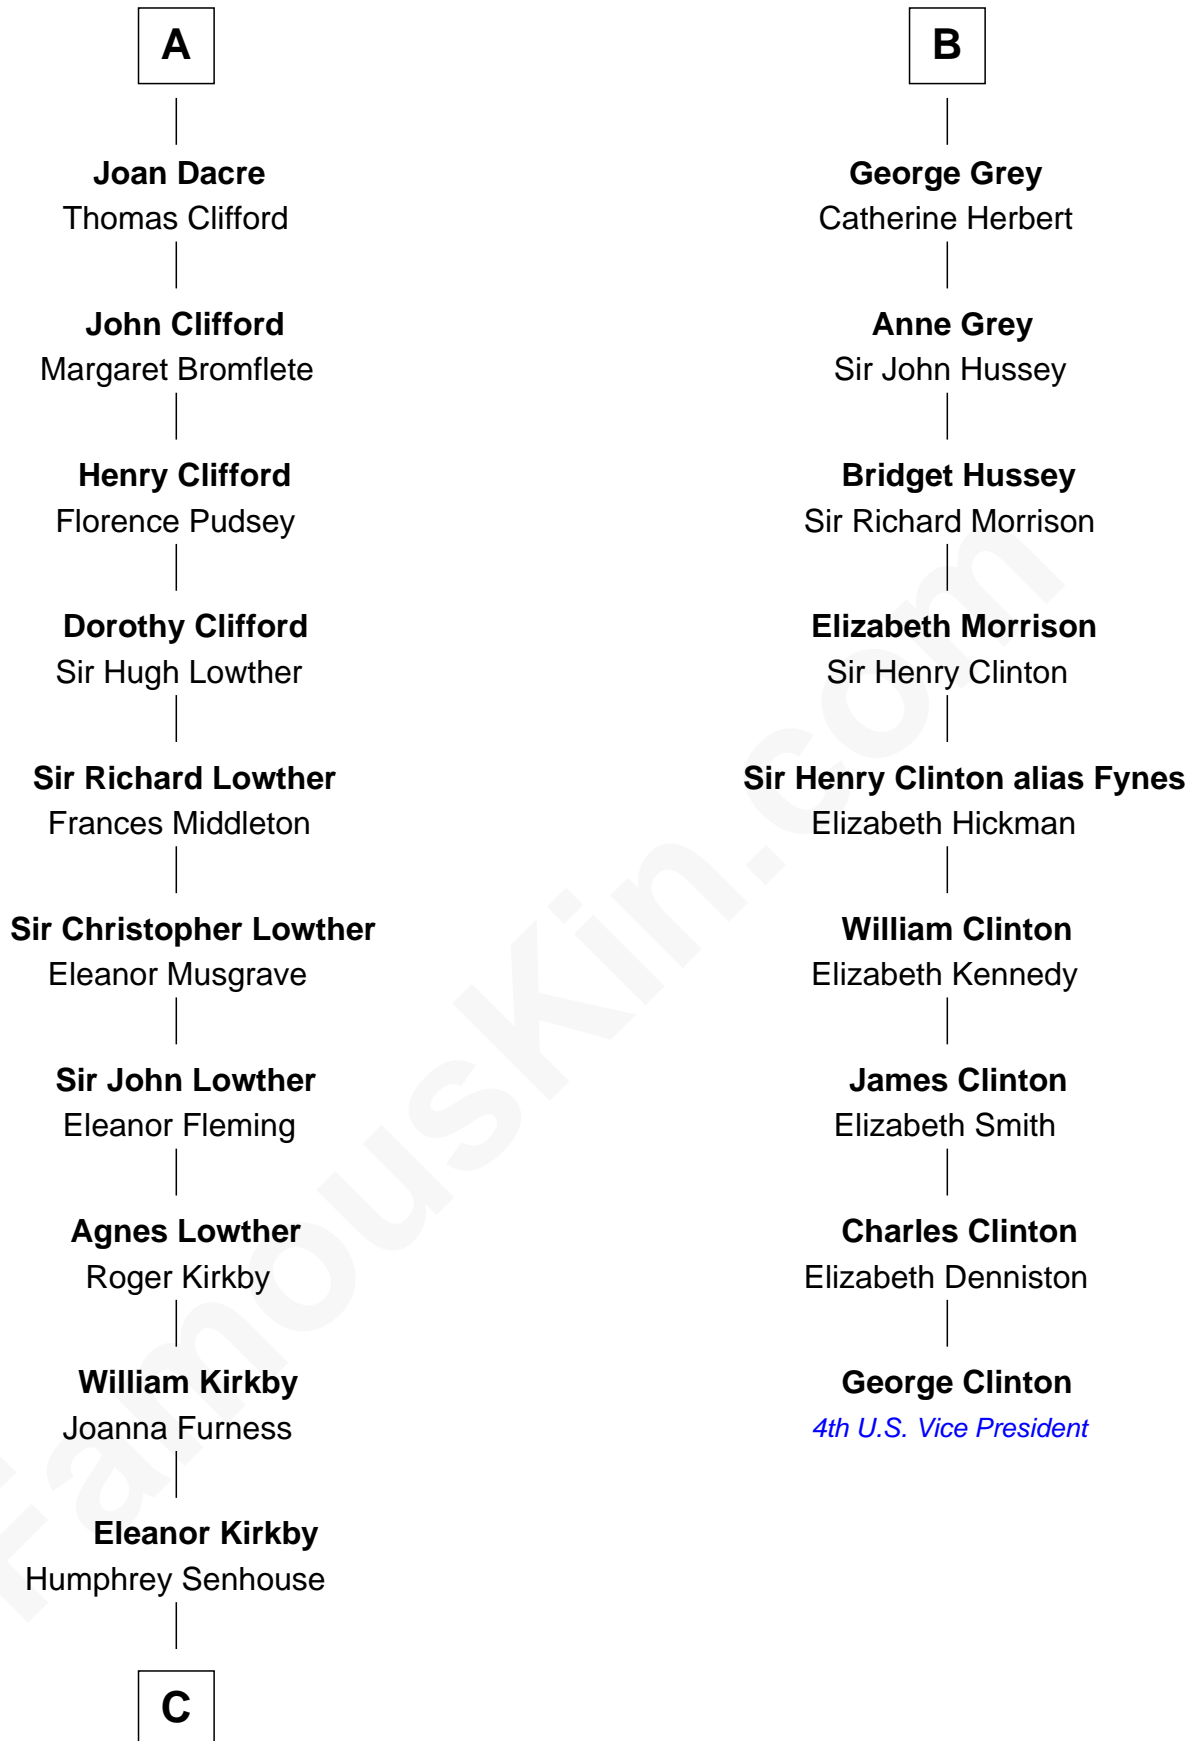 A
Joan Dacre
Thomas Clifford
John Clifford
Margaret Bromflete
Henry Clifford
Florence Pudsey
Dorothy Clifford
Sir Hugh Lowther
Sir Richard Lowther
Frances Middleton
Sir Christopher Lowther
Eleanor Musgrave
Sir John Lowther
Eleanor Fleming
Agnes Lowther
Roger Kirkby
William Kirkby
Joanna Furness
Eleanor Kirkby
Humphrey Senhouse
C
B
George Grey
Catherine Herbert
Anne Grey
Sir John Hussey
Bridget Hussey
Sir Richard Morrison
Elizabeth Morrison
Sir Henry Clinton
Sir Henry Clinton alias Fynes
Elizabeth Hickman
William Clinton
Elizabeth Kennedy
James Clinton
Elizabeth Smith
Charles Clinton
Elizabeth Denniston
George Clinton
4th U.S. Vice President
FamousKin.com